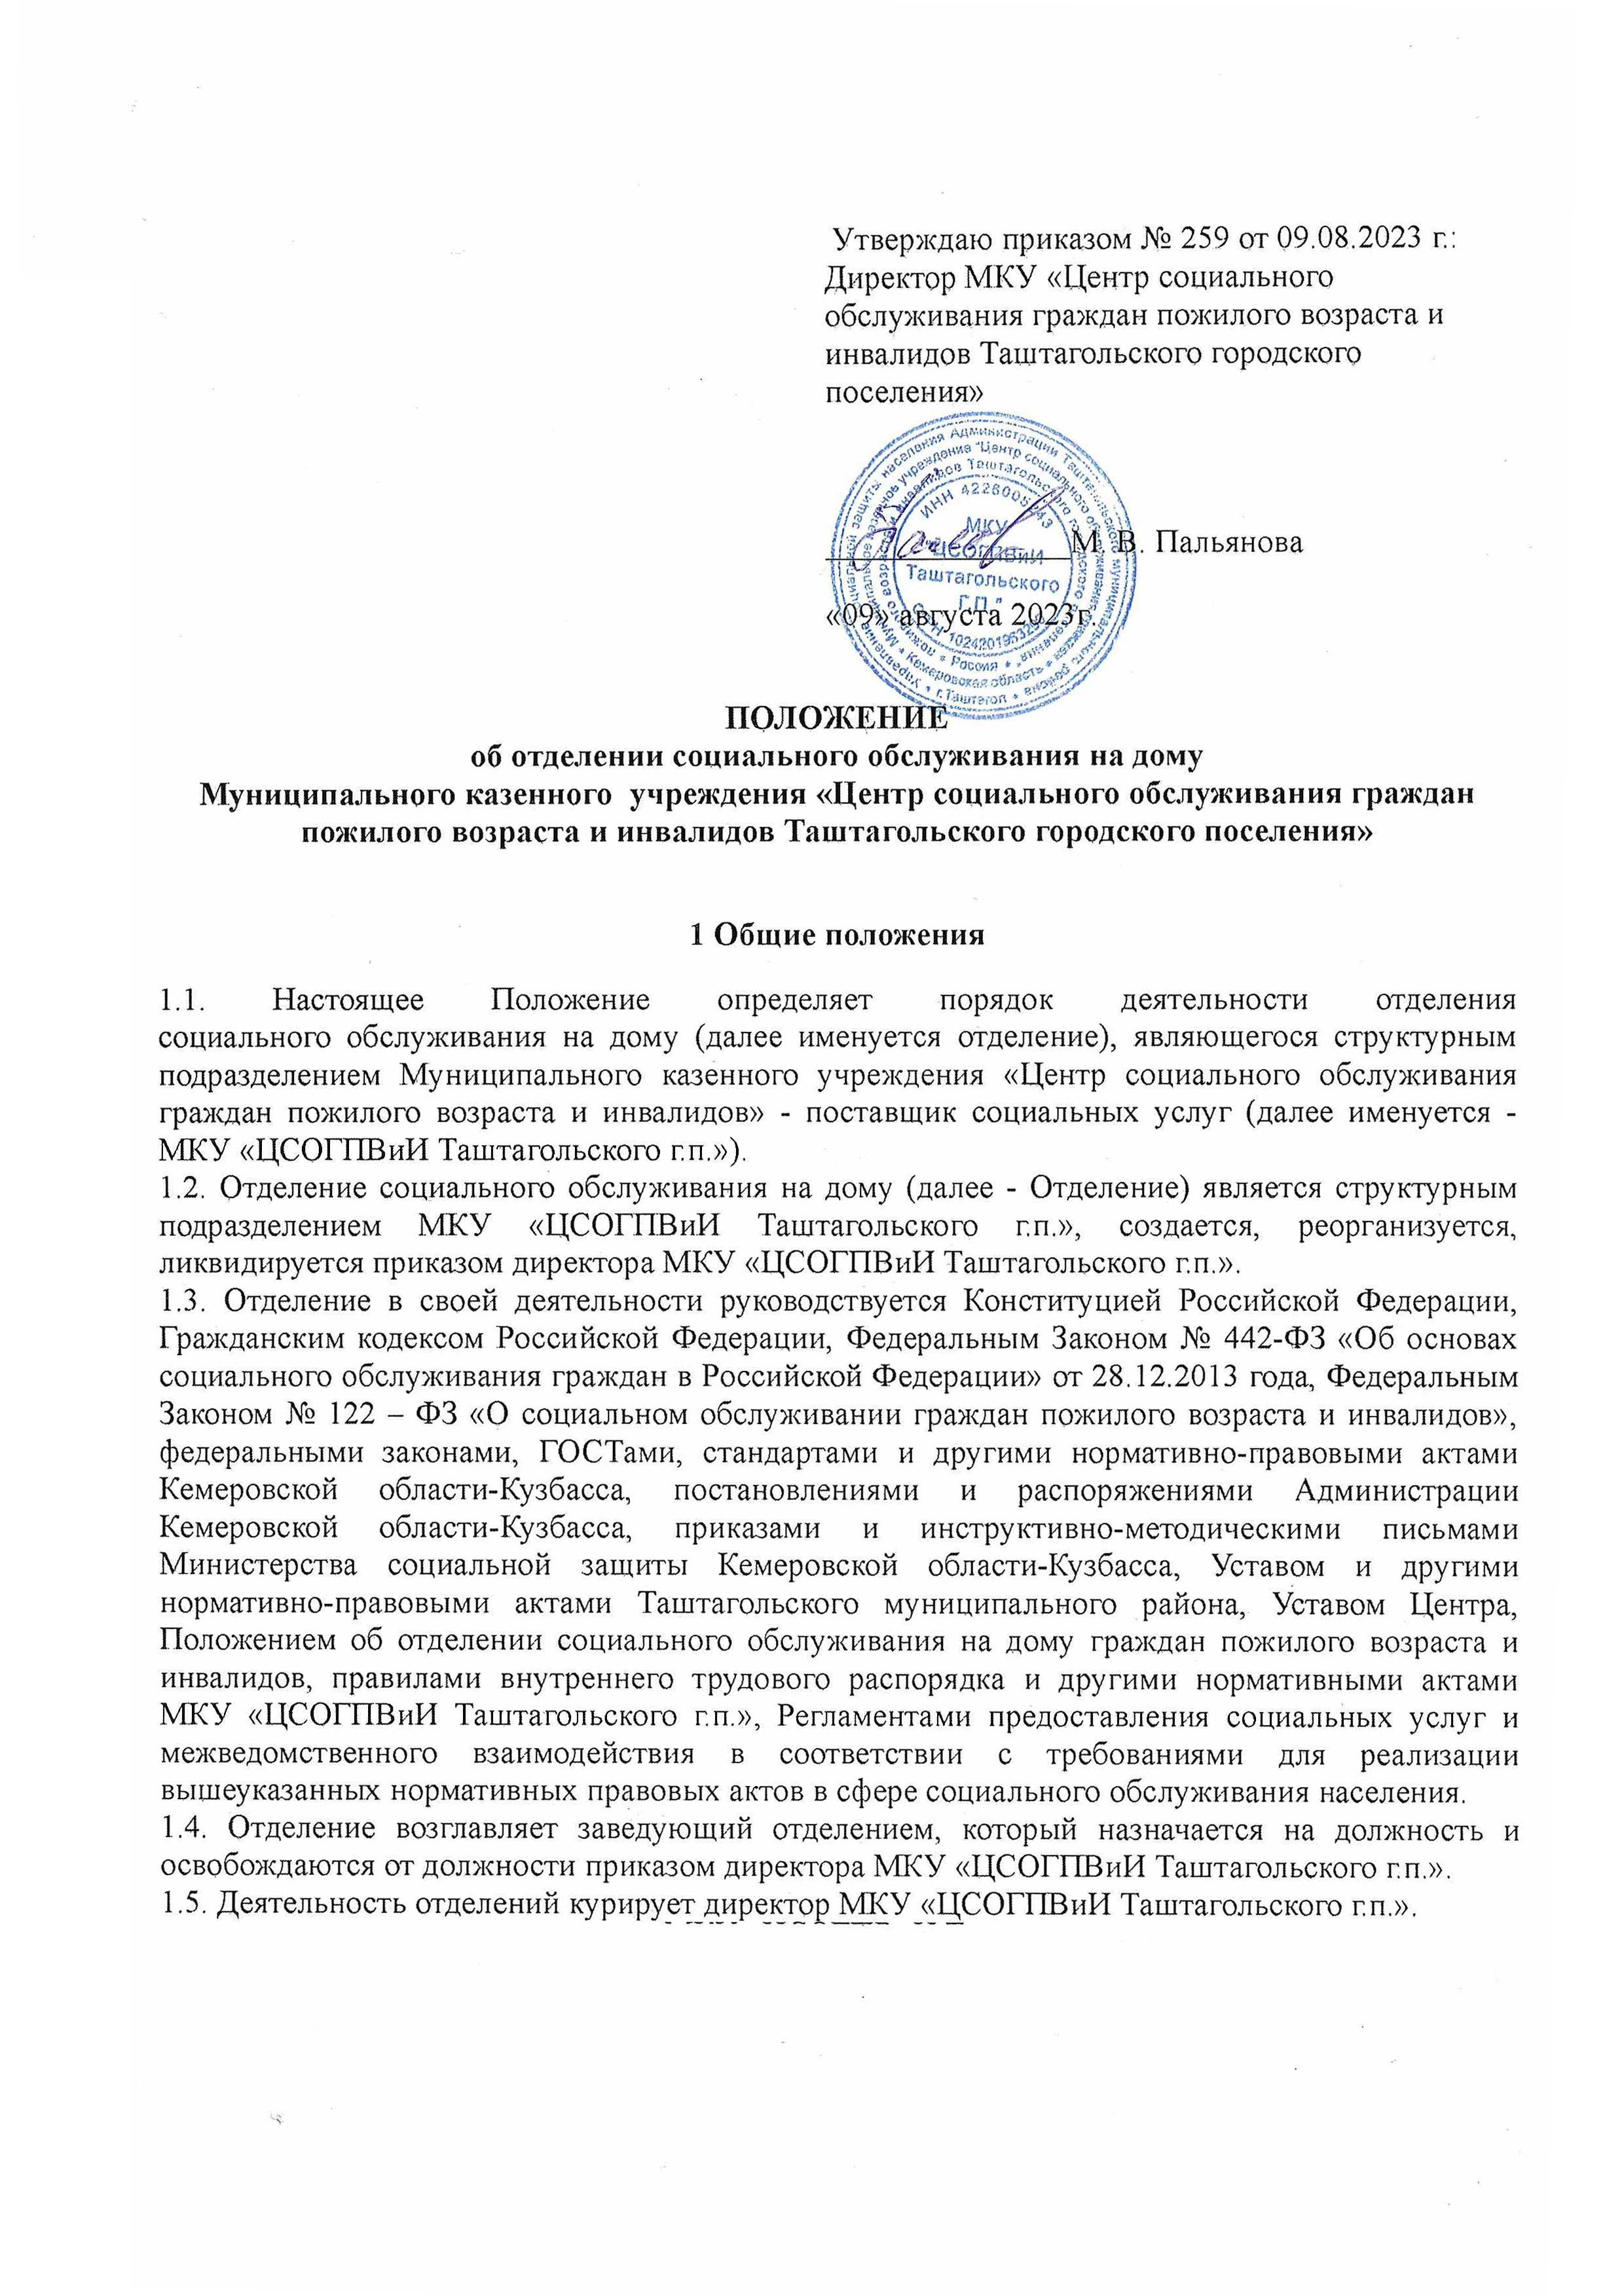 Утверждаю приказом № 259 от 09.08.2023 г.:
Директор МКУ «Центр социального
обслуживания граждан пожилого возраста и
инвалидов Таштагольского городского
поселения»
М. В. Пальянова
МКУ
"ЦСОГПВиИ
Таштагольского
Г.П."
«09» августа 2023г.
ПОЛОЖЕНИЕ
об отделении социального обслуживания на дому
Муниципального казенного учреждения «Центр социального обслуживания граждан
пожилого возраста и инвалидов Таштагольского городского поселения»
1 Общие положения
1.1. Настоящее Положение определяет порядок деятельности отделения
социального обслуживания на дому (далее именуется отделение), являющегося структурным
подразделением Муниципального казенного учреждения «Центр социального обслуживания
граждан пожилого возраста и инвалидов» - поставщик социальных услуг (далее именуется -
МКУ «ЦСОГПВиИ Таштагольского г.п.»).
1.2. Отделение социального обслуживания на дому (далее - Отделение) является структурным
подразделением МКУ «ЦСОГПВиИ Таштагольского г.п.», создается, реорганизуется,
ликвидируется приказом директора МКУ «ЦСОГПВиИ Таштагольского г.п.».
1.3. Отделение в своей деятельности руководствуется Конституцией Российской Федерации,
Гражданским кодексом Российской Федерации, Федеральным Законом № 442-ФЗ «Об основах
социального обслуживания граждан в Российской Федерации» от 28.12.2013 года, Федеральным
Законом № 122 – ФЗ «О социальном обслуживании граждан пожилого возраста и инвалидов»,
федеральными законами, ГОСТами, стандартами и другими нормативно-правовыми актами
Кемеровской области-Кузбасса, постановлениями и распоряжениями Администрации
Кемеровской области-Кузбасса, приказами и инструктивно-методическими письмами
Министерства социальной защиты Кемеровской области-Кузбасса, Уставом и другими
нормативно-правовыми актами Таштагольского муниципального района, Уставом Центра,
Положением об отделении социального обслуживания на дому граждан пожилого возраста и
инвалидов, правилами внутреннего трудового распорядка и другими нормативными актами
МКУ «ЦСОГПВиИ Таштагольского г.п.», Регламентами предоставления социальных услуг и
межведомственного взаимодействия в соответствии с требованиями для реализации
вышеуказанных нормативных правовых актов в сфере социального обслуживания населения.
1.4. Отделение возглавляет заведующий отделением, который назначается на должность и
освобождаются от должности приказом директора МКУ «ЦСОГПВиИ Таштагольского г.п.».
1.5. Деятельность отделений курирует директор МКУ «ЦСОГПВиИ Таштагольского г.п.».